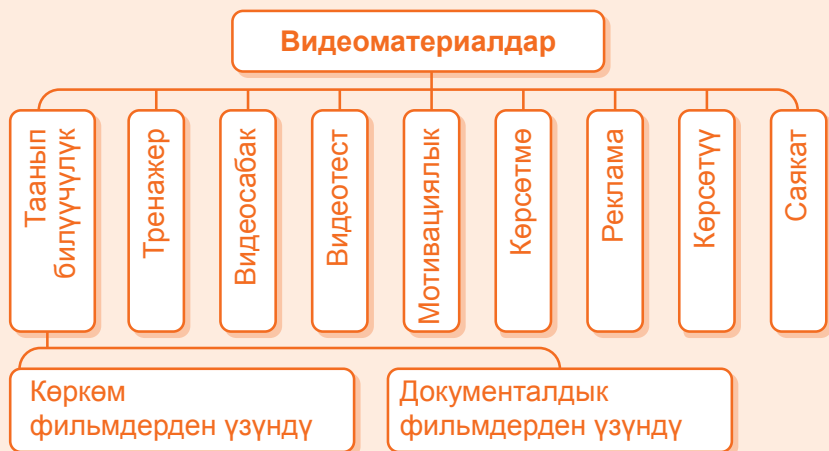 Видеоматериалдар
Таанып
билүүчүлүк
Тренажер
Видеосабак
Видеотест
Мотивациялык
Көрсөтмө
Реклама
Көрсөтүү
Саякат
Көркөм
фильмдерден үзүндү
Документалдык
фильмдерден үзүндү